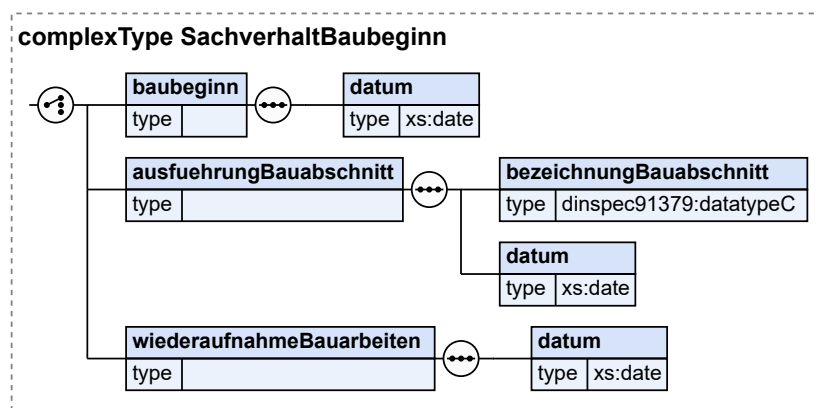 complexType SachverhaltBaubeginn
baubeginn
type
datum
type xs:date
ausfuehrungBauabschnitt
type
bezeichnungBauabschnitt
type dinspec91379:datatypeC
datum
type xs:date
wiederaufnahmeBauarbeiten
type
datum
type xs:date